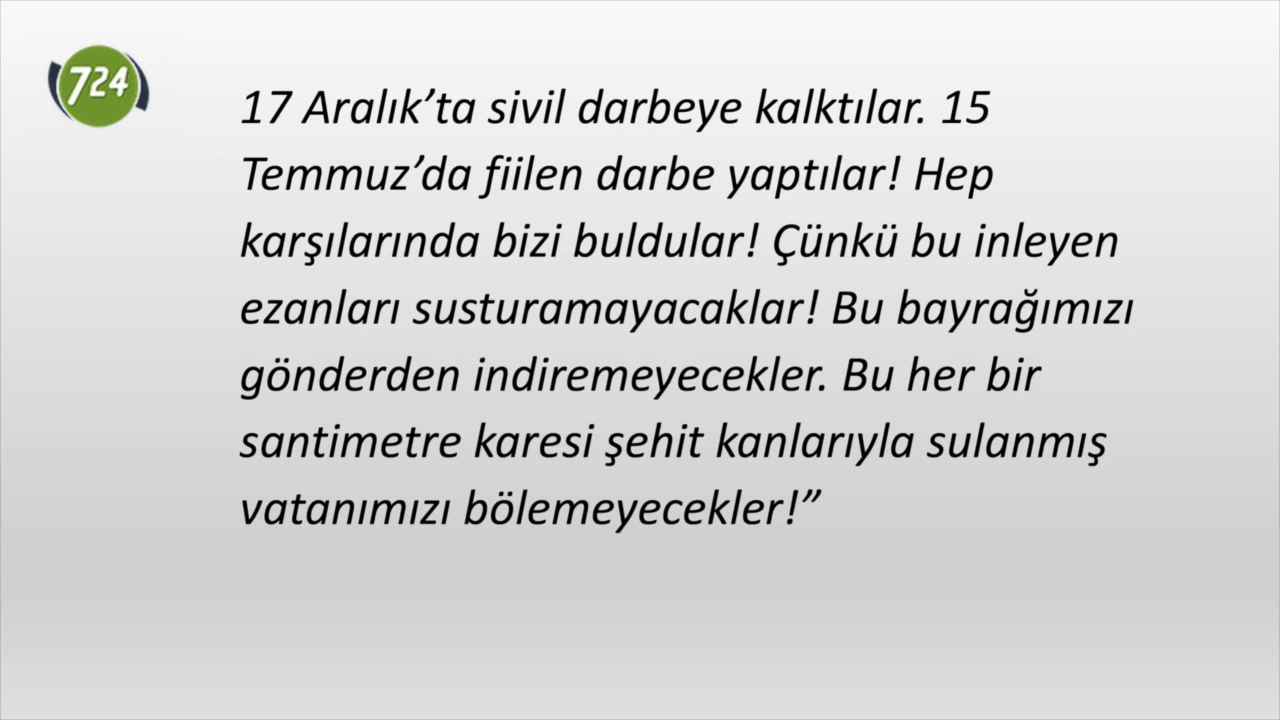 724
17 Aralık’ta sivil darbeye kalktılar. 15
Temmuz’da fiilen darbe yaptılar! Hep
karşılarında bizi buldular! Çünkü bu inleyen
ezanları susturamayacaklar! Bu bayrağımızı
gönderden indiremeyecekler. Bu her bir
santimetre karesi şehit kanlarıyla sulanmış
vatanımızı bölemeyecekler!”